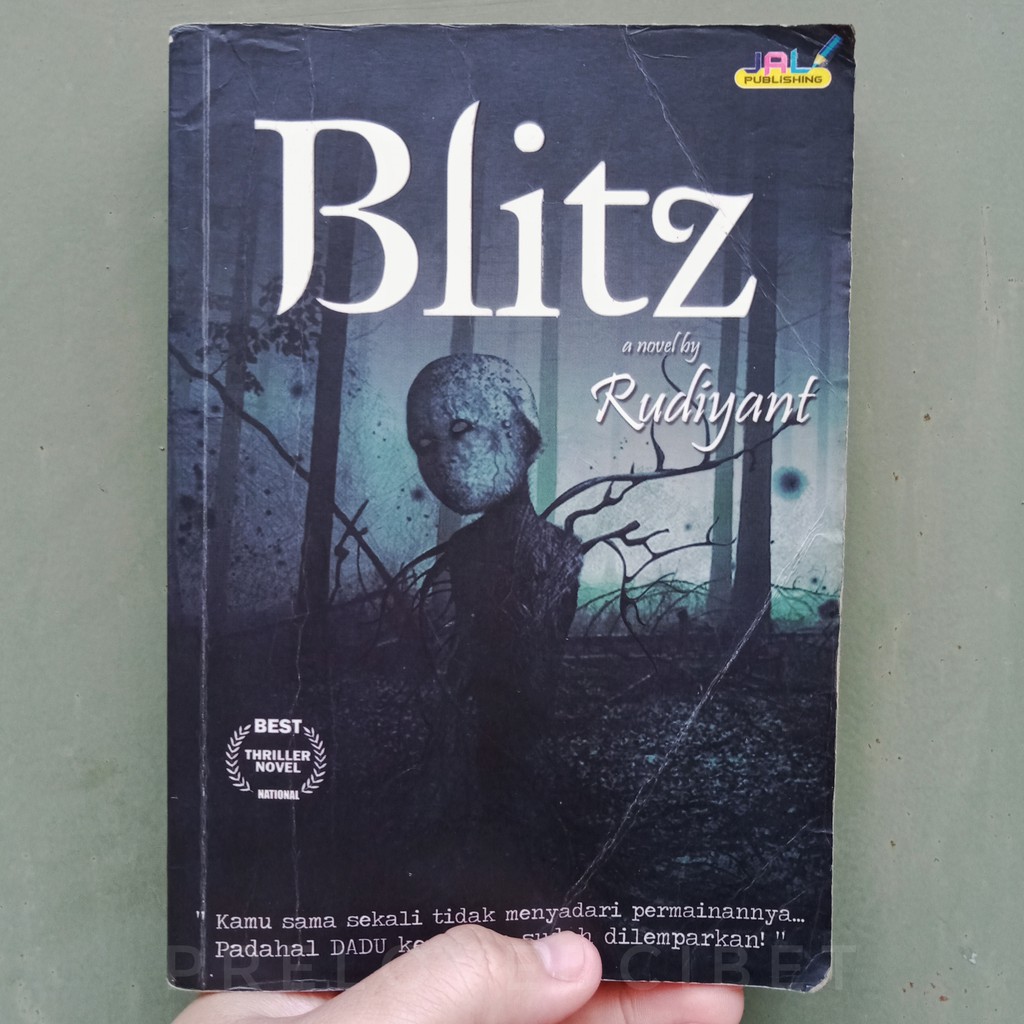 JAL
PUBLISHING
Blitz
a novel by
Rudiyant
BEST
THRILLER
NOVEL
NATIONAL
" Kamu sama sekali tidak menyadari permainannya...
Padahal DADU sudah dilemparkan! "